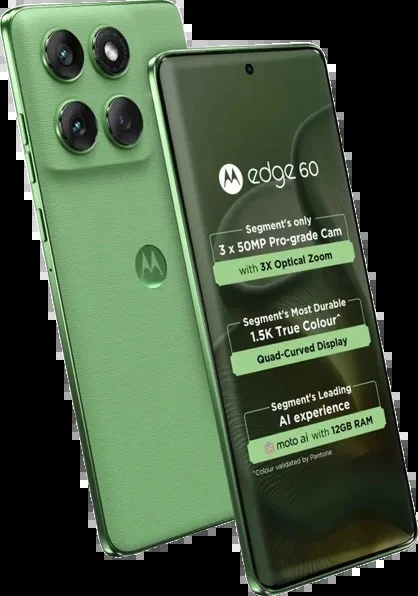 edge 60
Segment's only
3 x 50MP Pro-grade Cam
with 3X Optical Zoom
Segment's Most Durable
1.5K True Colour^
Quad-Curved Display
Segment's Leading
AI experience
moto ai with 12GB RAM
^Colour validated by Pantone